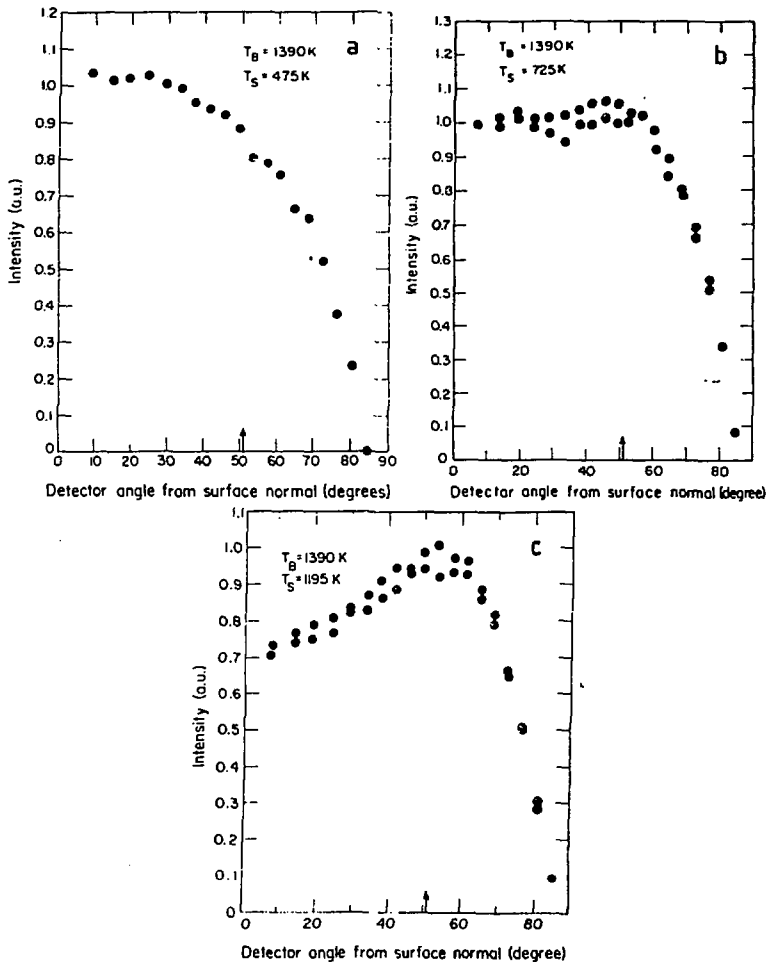 a
T_B = 1390K
T_S = 475K
1.2
1.1
1.0
0.9
0.8
0.7
0.6
0.5
0.4
0.3
0.2
0.1
0
Intensity (a.u.)
0 10 20 30 40 50 60 70 80 90
Detector angle from surface normal (degrees)
b
T_B = 1390K
T_S = 725K
1.3
1.2
1.1
1.0
0.9
0.8
0.7
0.6
0.5
0.4
0.3
0.2
0.1
0
Intensity (a.u.)
0 20 40 60 80
Detector angle from surface normal (degree)
c
T_B = 1390 K
T_S = 1195 K
1.1
1.0
0.9
0.8
0.7
0.6
0.5
0.4
0.3
0.2
0.1
0
Intensity (a.u.)
0 20 40 60 80
Detector angle from surface normal (degree)